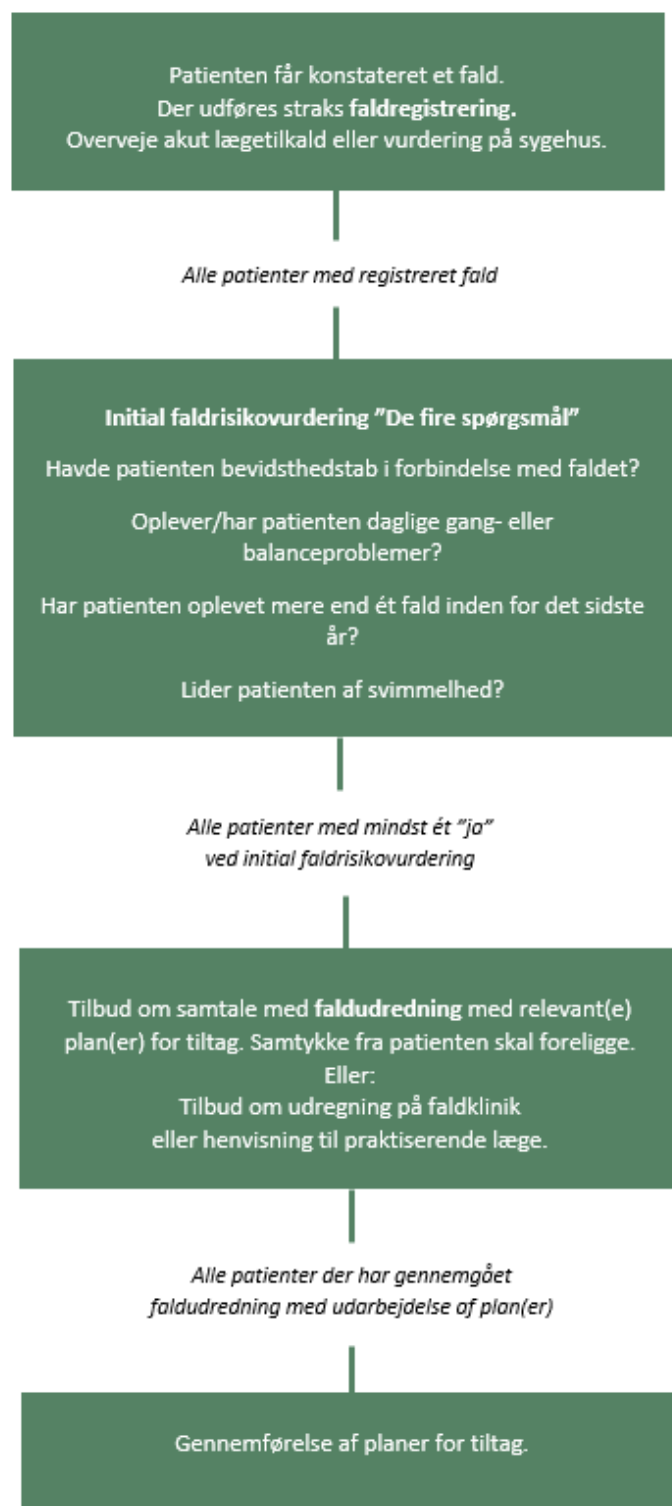 Patienten får konstateret et fald.
Der udføres straks faldregistrering.
Overveje akut lægetilkald eller vurdering på sygehus.
Alle patienter med registreret fald
Initial faldrisikovurdering ”De fire spørgsmål”
Havde patienten bevidsthedstab i forbindelse med faldet?
Oplever/har patienten daglige gang- eller
balanceproblemer?
Har patienten oplevet mere end ét fald inden for det sidste
år?
Lider patienten af svimmelhed?
Alle patienter med mindst ét ”ja”
ved initial faldrisikovurdering
Tilbud om samtale med faldudredning med relevant(e)
plan(er) for tiltag. Samtykke fra patienten skal foreligge.
Eller:
Tilbud om udregning på faldklinik
eller henvisning til praktiserende læge.
Alle patienter der har gennemgået
faldudredning med udarbejdelse af plan(er)
Gennemførelse af planer for tiltag.